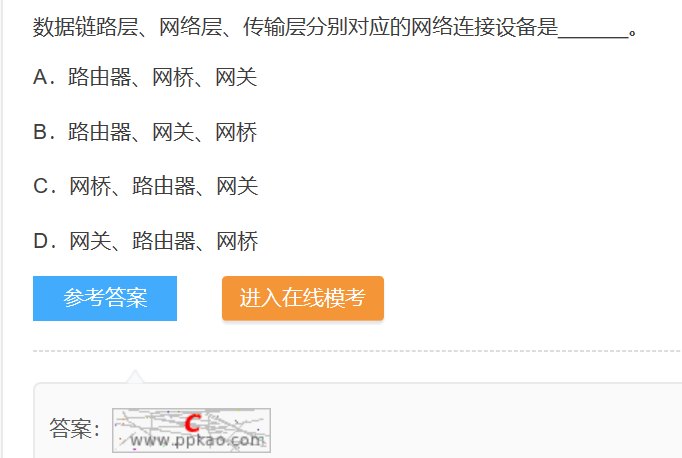 数据链路层、网络层、传输层分别对应的网络连接设备是______。
A．路由器、网桥、网关
B．路由器、网关、网桥
C．网桥、路由器、网关
D．网关、路由器、网桥
参考答案 进入在线模考
答案： C
www.ppkao.com